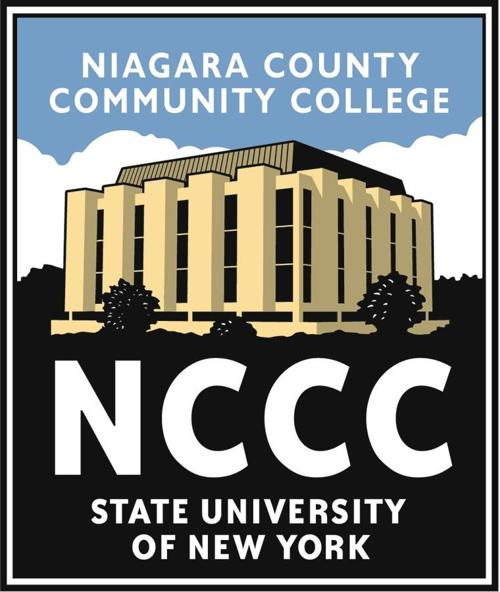 NIAGARA COUNTY
COMMUNITY COLLEGE
NCCC
STATE UNIVERSITY
OF NEW YORK